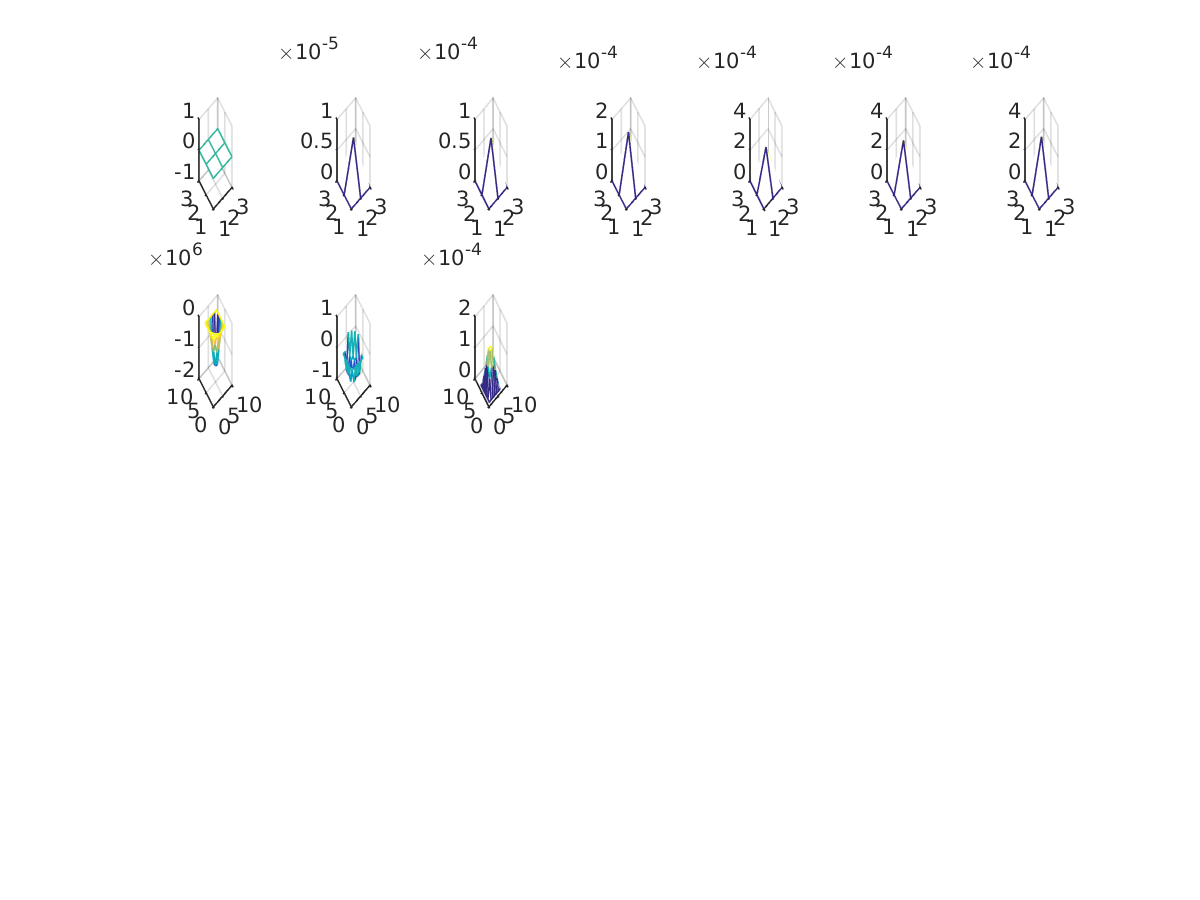 ×10-5 ×10-4 ×10-4 ×10-4 ×10-4 ×10-4
1 1 1 2 4 4 4
0 0.5 0.5 1 2 2 2
-1 0 0 0 0 0 0
3 3 3 3 3 3 3 3 3 3 3 3 3 3
2 2 2 2 2 2 2 2 2 2 2 2 2 2
1 1 1 1 1 1 1 1 1 1 1 1 1 1
×106 ×10-4
0 1 2
-1 0 1
-2 -1 0
10 10 10 10 10 10
5 5 5 5 5 5
0 0 0 0 0 0